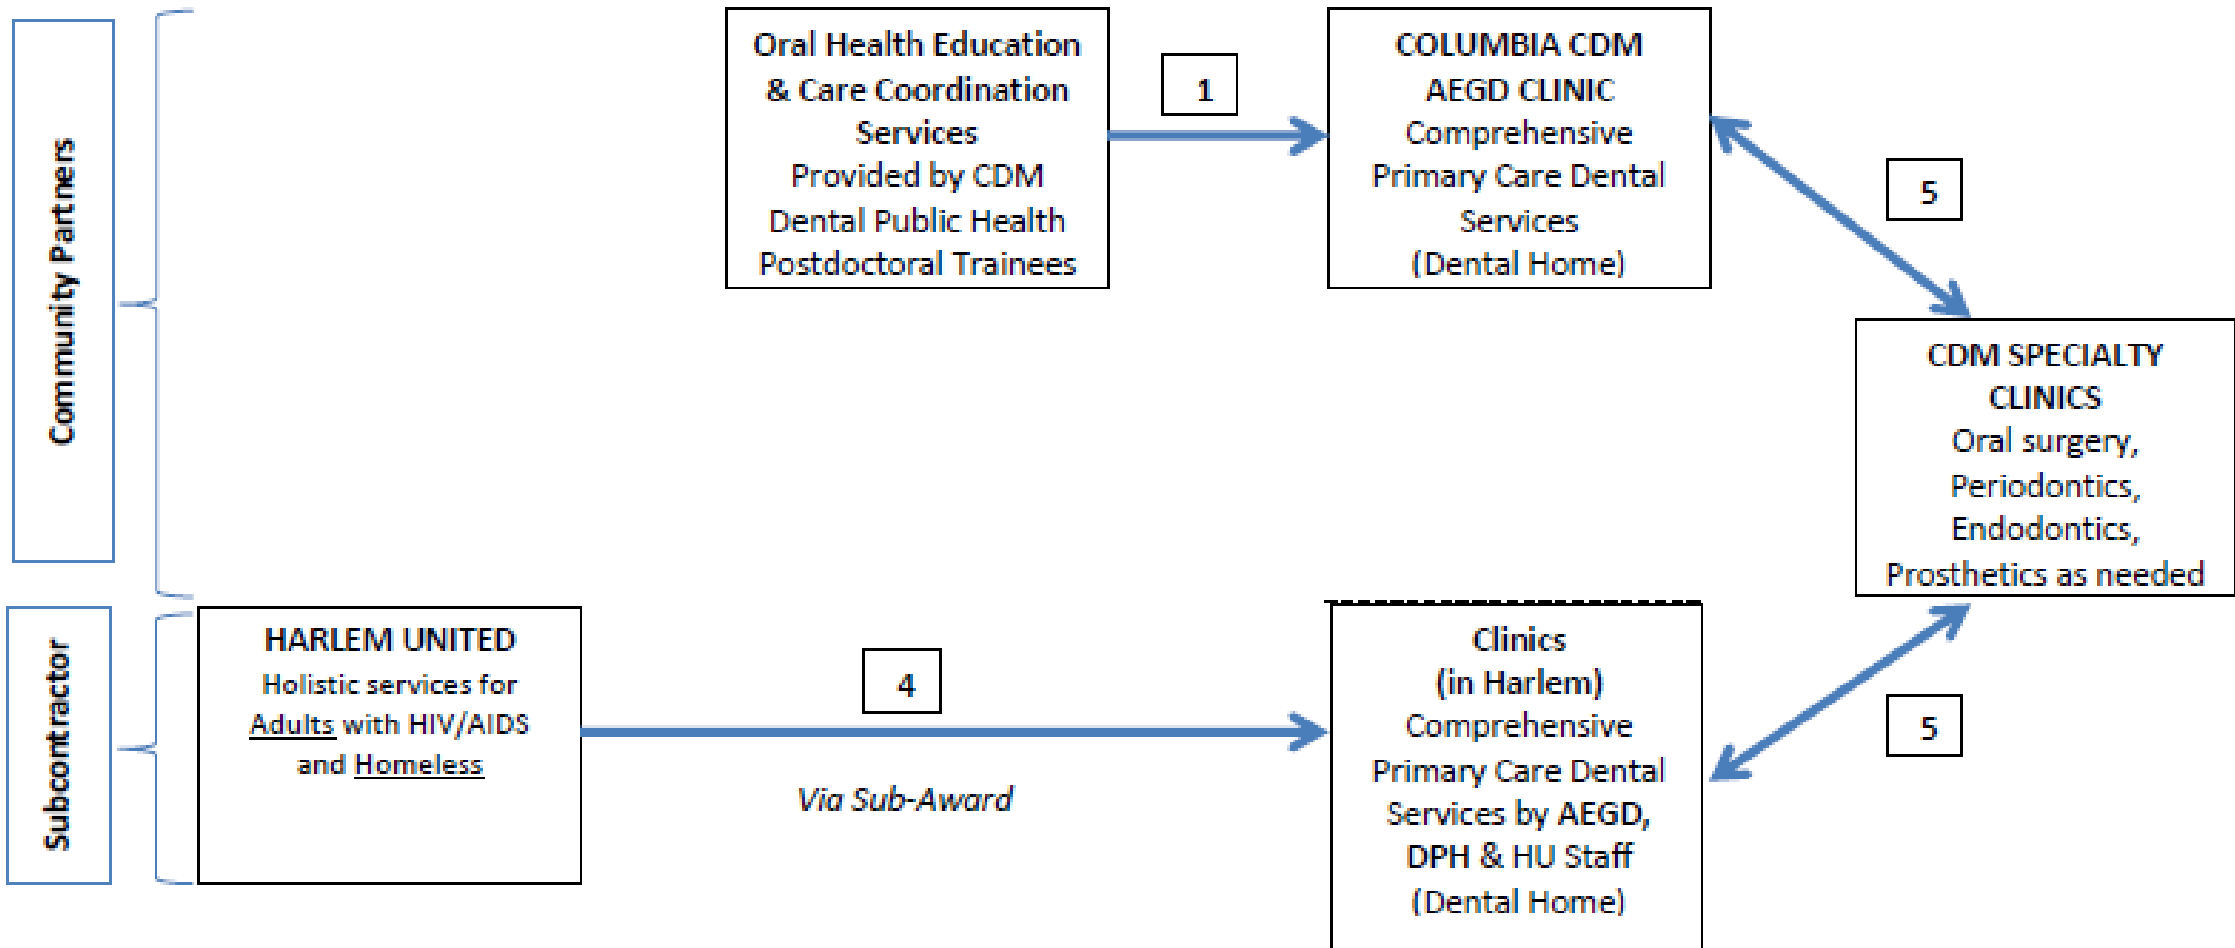 Community Partners
Oral Health Education
& Care Coordination
Services
Provided by CDM
Dental Public Health
Postdoctoral Trainees
1
COLUMBIA CDM
AEGD CLINIC
Comprehensive
Primary Care Dental
Services
(Dental Home)
5
CDM SPECIALTY
CLINICS
Oral surgery,
Periodontics,
Endodontics,
Prosthetics as needed
Subcontractor
HARLEM UNITED
Holistic services for
Adults with HIV/AIDS
and Homeless
4
Via Sub-Award
Clinics
(in Harlem)
Comprehensive
Primary Care Dental
Services by AEGD,
DPH & HU Staff
(Dental Home)
5